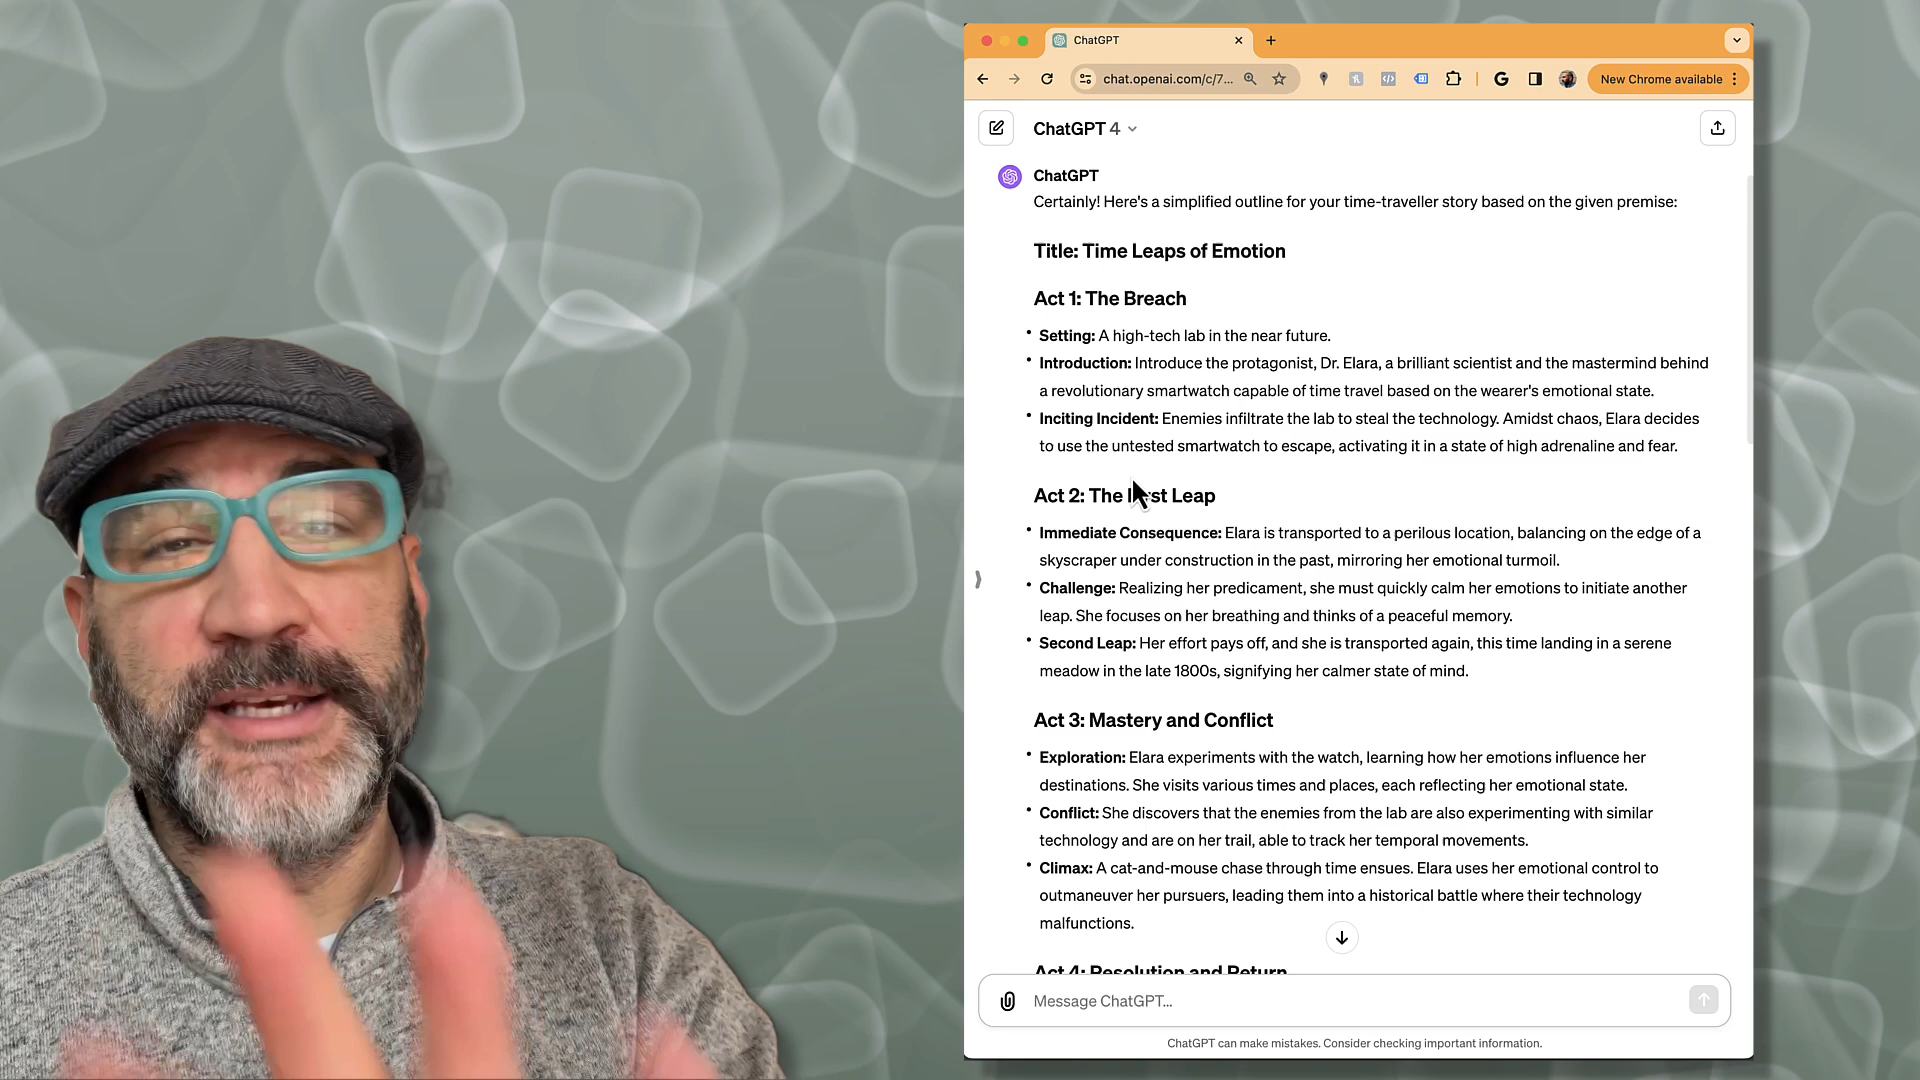 ChatGPT
chat.openai.com/c/7...
New Chrome available
ChatGPT 4
ChatGPT
Certainly! Here's a simplified outline for your time-traveller story based on the given premise:
Title: Time Leaps of Emotion
Act 1: The Breach
• Setting: A high-tech lab in the near future.
• Introduction: Introduce the protagonist, Dr. Elara, a brilliant scientist and the mastermind behind
a revolutionary smartwatch capable of time travel based on the wearer's emotional state.
• Inciting Incident: Enemies infiltrate the lab to steal the technology. Amidst chaos, Elara decides
to use the untested smartwatch to escape, activating it in a state of high adrenaline and fear.
Act 2: The First Leap
• Immediate Consequence: Elara is transported to a perilous location, balancing on the edge of a
skyscraper under construction in the past, mirroring her emotional turmoil.
• Challenge: Realizing her predicament, she must quickly calm her emotions to initiate another
leap. She focuses on her breathing and thinks of a peaceful memory.
• Second Leap: Her effort pays off, and she is transported again, this time landing in a serene
meadow in the late 1800s, signifying her calmer state of mind.
Act 3: Mastery and Conflict
• Exploration: Elara experiments with the watch, learning how her emotions influence her
destinations. She visits various times and places, each reflecting her emotional state.
• Conflict: She discovers that the enemies from the lab are also experimenting with similar
technology and are on her trail, able to track her temporal movements.
• Climax: A cat-and-mouse chase through time ensues. Elara uses her emotional control to
outmaneuver her pursuers, leading them into a historical battle where their technology
malfunctions.
Act 4: Resolution and Return
Message ChatGPT...
ChatGPT can make mistakes. Consider checking important information.